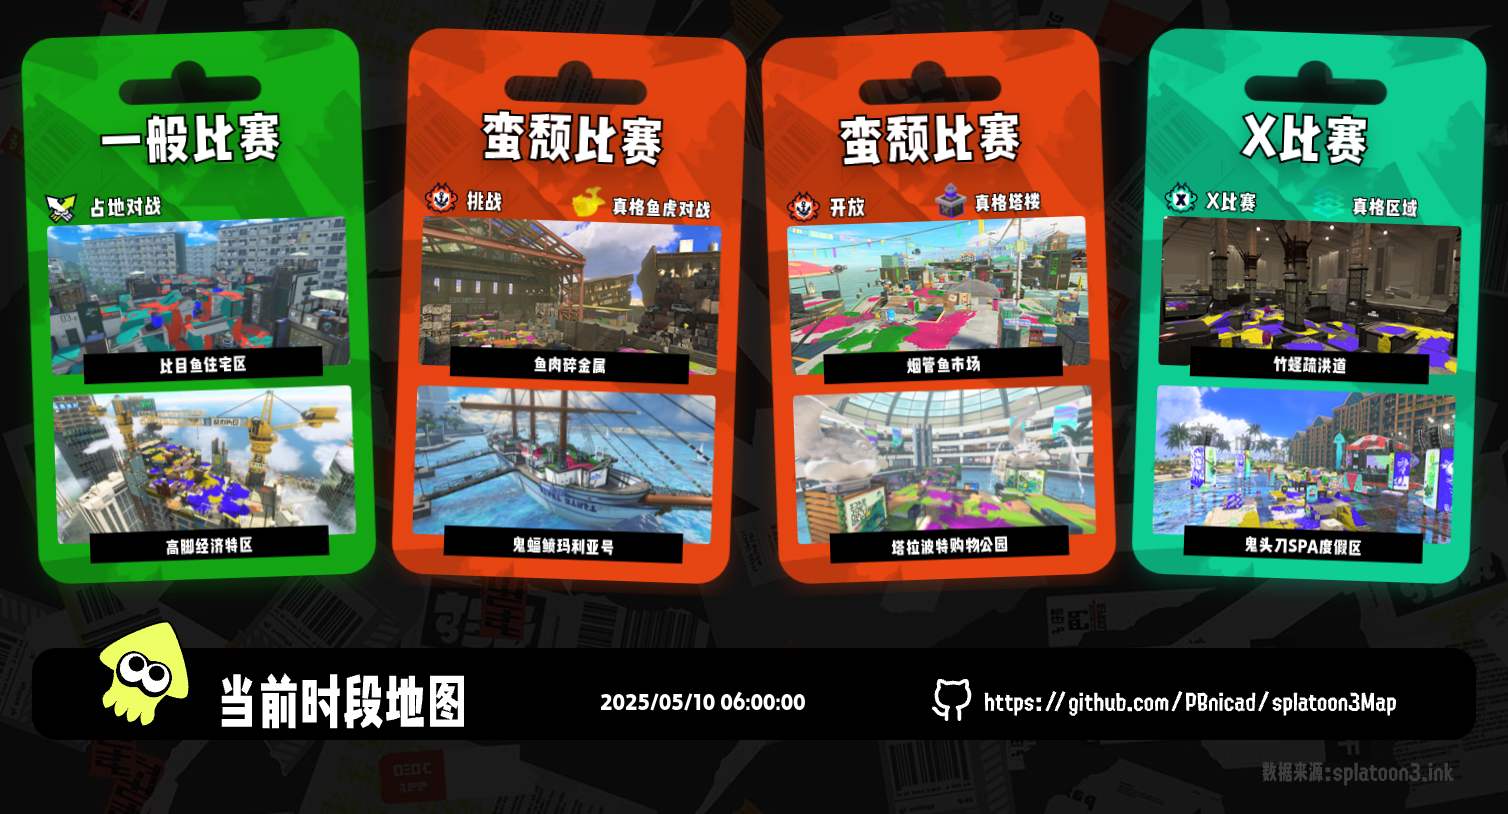 一般比赛
占地对战
比目鱼住宅区
高脚经济特区
蛮颓比赛
挑战
真格鱼虎对战
鱼肉碎金属
鬼蝠鲼玛利亚号
蛮颓比赛
开放
真格塔楼
烟管鱼市场
塔拉波特购物公园
X比赛
X比赛
真格区域
竹蛏疏洪道
鬼头刀SPA度假区
当前时段地图
2025/05/10 06:00:00
https://github.com/PBnicad/splatoon3Map
数据来源:splatoon3.ink